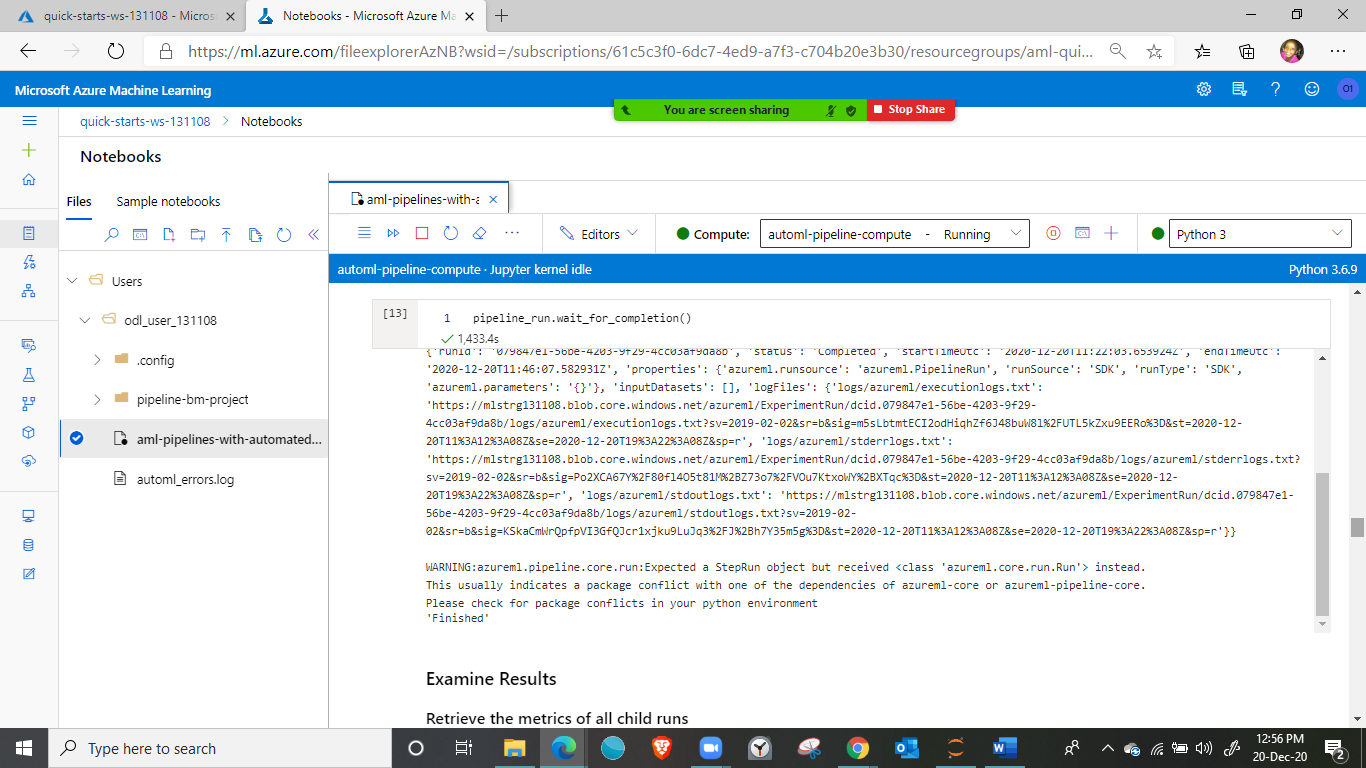 quick-starts-ws-131108 - Micros
Notebooks - Microsoft Azure Ma
https://ml.azure.com/fileexplorerAzNB?wsid=/subscriptions/61c5c3f0-6dc7-4ed9-a7f3-c704b20e3b30/resourcegroups/aml-qui...
Microsoft Azure Machine Learning
O1
You are screen sharing
Stop Share
quick-starts-ws-131108 > Notebooks
Notebooks
Files
Sample notebooks
aml-pipelines-with-a
Editors
Compute:
automl-pipeline-compute - Running
Python 3
automl-pipeline-compute · Jupyter kernel idle
Python 3.6.9
Users
odl_user_131108
.config
pipeline-bm-project
aml-pipelines-with-automated...
automl_errors.log
[13]
1 pipeline_run.wait_for_completion()
1,433.4s
{'runId': '079847e1-56be-4203-9f29-4cc03af9da8b', 'status': 'Completed', 'startTimeUtc': '2020-12-20T11:22:03.653924Z', 'endTimeUtc':
'2020-12-20T11:46:07.582931Z', 'properties': {'azureml.runsource': 'azureml.PipelineRun', 'runSource': 'SDK', 'runType': 'SDK',
'azureml.parameters': '{}'}, 'inputDatasets': [], 'logFiles': {'logs/azureml/executionlogs.txt':
'https://mlstrg131108.blob.core.windows.net/azureml/ExperimentRun/dcid.079847e1-56be-4203-9f29-
4cc03af9da8b/logs/azureml/executionlogs.txt?sv=2019-02-02&sr=b&sig=m5sLbtmtECI2odHiqhZf6J48buW8l%2FUTL5kZxu9EERo%3D&st=2020-12-
20T11%3A12%3A08Z&se=2020-12-20T19%3A22%3A08Z&sp=r', 'logs/azureml/stderrlogs.txt':
'https://mlstrg131108.blob.core.windows.net/azureml/ExperimentRun/dcid.079847e1-56be-4203-9f29-4cc03af9da8b/logs/azureml/stderrlogs.txt?
sv=2019-02-02&sr=b&sig=Po2XCA67Y%2F80fl4O5t81M%2BZ73o7%2FVOu7KtxoWY%2BXTqc%3D&st=2020-12-20T11%3A12%3A08Z&se=2020-12-
20T19%3A22%3A08Z&sp=r', 'logs/azureml/stdoutlogs.txt': 'https://mlstrg131108.blob.core.windows.net/azureml/ExperimentRun/dcid.079847e1-
56be-4203-9f29-4cc03af9da8b/logs/azureml/stdoutlogs.txt?sv=2019-02-
02&sr=b&sig=KSkaCmWrQpfpVI3GfQJcr1xjku9LuJq3%2FJ%2Bh7Y35m5g%3D&st=2020-12-20T11%3A12%3A08Z&se=2020-12-20T19%3A22%3A08Z&sp=r'}}
WARNING:azureml.pipeline.core.run:Expected a StepRun object but received <class 'azureml.core.run.Run'> instead.
This usually indicates a package conflict with one of the dependencies of azureml-core or azureml-pipeline-core.
Please check for package conflicts in your python environment
'Finished'
Examine Results
Retrieve the metrics of all child runs
Type here to search
12:56 PM
20-Dec-20
2